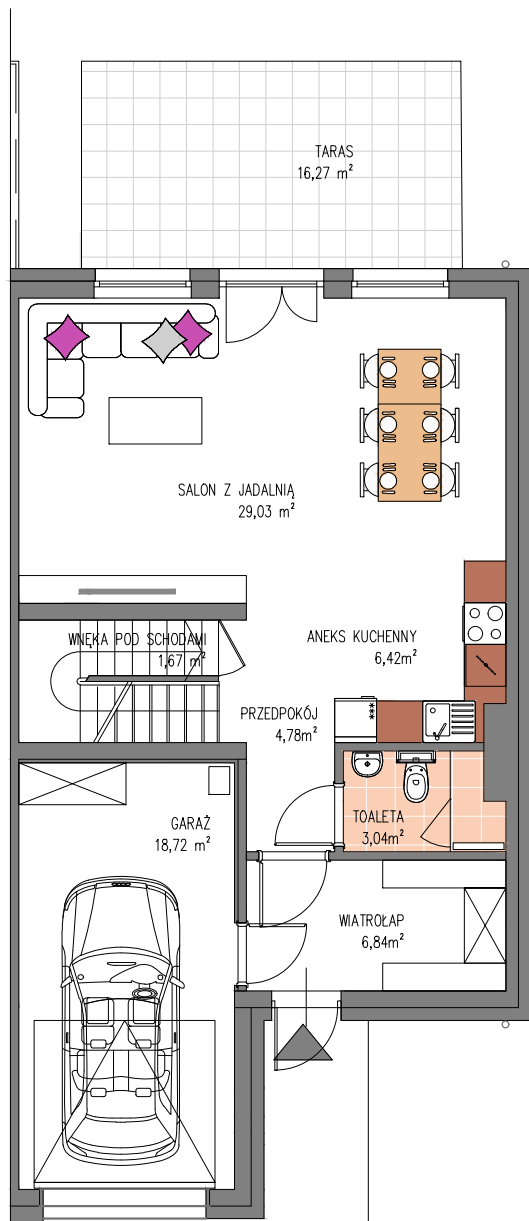 TARAS
16,27 m²
SALON Z JADALNIĄ
29,03 m²
WNĘKA POD SCHODAMI
1,67 m²
ANEKS KUCHENNY
6,42m²
PRZEDPOKÓJ
4,78m²
***
GARAŻ
18,72 m²
TOALETA
3,04m²
WIATROŁAP
6,84m²